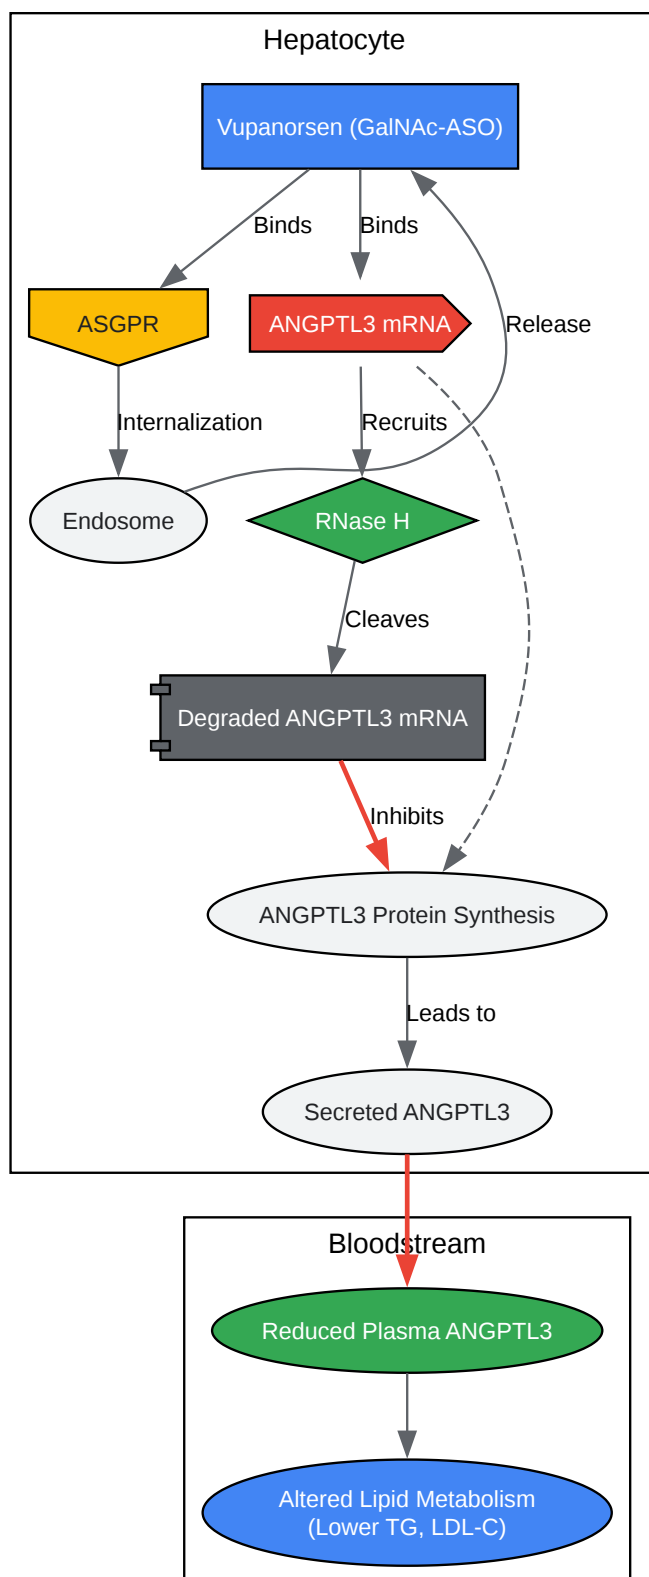 Hepatocyte
Vupanorsen (GalNAc-ASO)
Binds
Binds
ASGPR
ANGPTL3 mRNA
Release
Internalization
Recruits
Endosome
RNase H
Cleaves
Degraded ANGPTL3 mRNA
Inhibits
ANGPTL3 Protein Synthesis
Leads to
Secreted ANGPTL3
Bloodstream
Reduced Plasma ANGPTL3
Altered Lipid Metabolism
(Lower TG, LDL-C)